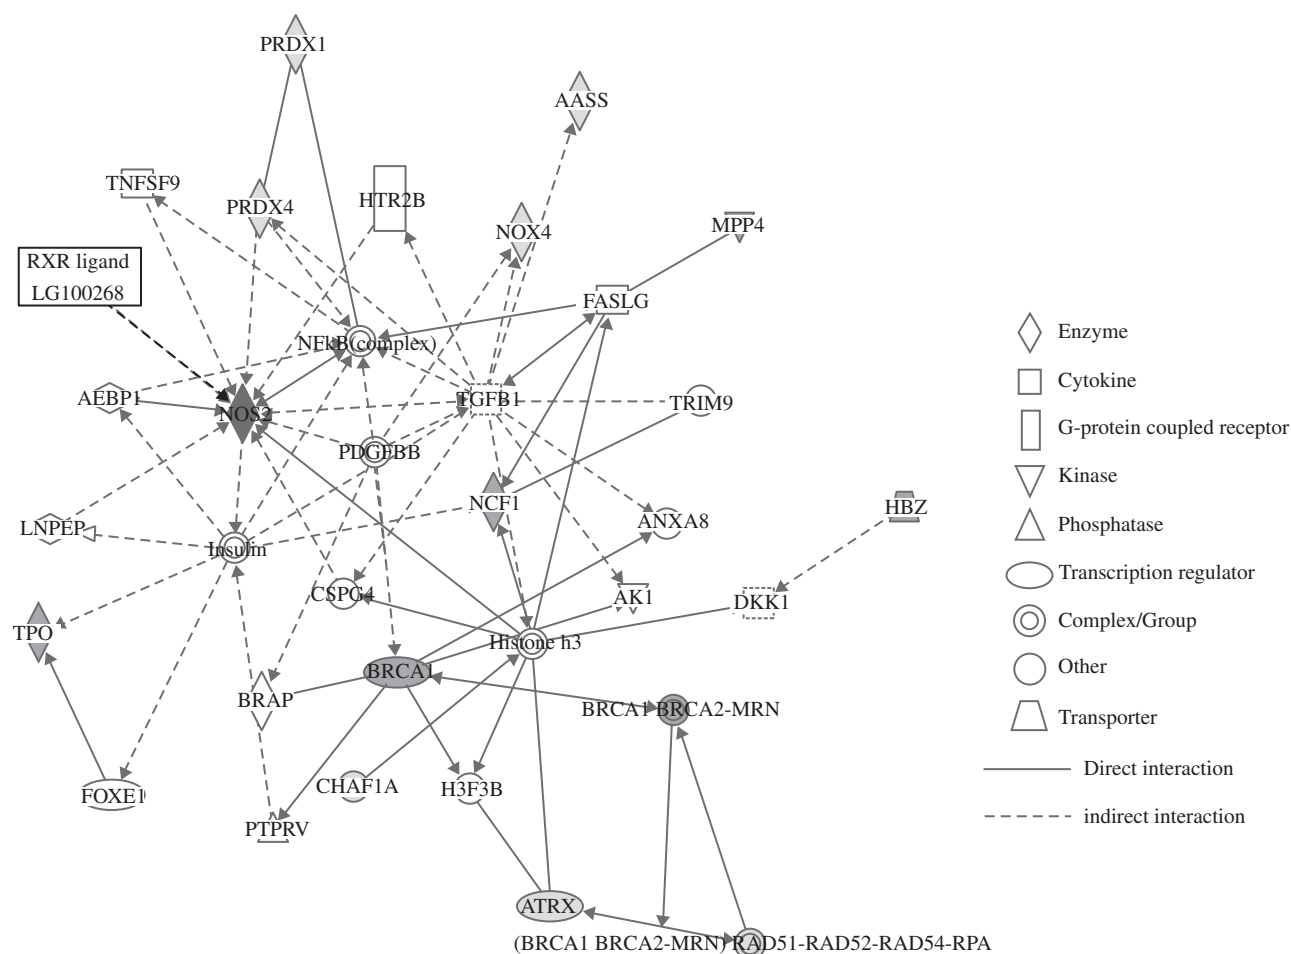 PRDX1
AASS
TNFSF9
PRDX4
HTR2B
NOX4
MPP4
RXR ligand
LG100268
FASLG
NFkB(complex)
AEBP1
NOS2
TGFB1
TRIM9
PDGFBB
NCF1
ANXA8
HBZ
LNPEP
Insulin
CSPG4
AK1
DKK1
TPO
Histone h3
BRCA1
BRAP
BRCA1 BRCA2-MRN
CHAF1A
H3F3B
FOXE1
PTPRV
ATRX
(BRCA1 BRCA2-MRN) RAD51-RAD52-RAD54-RPA
Enzyme
Cytokine
G-protein coupled receptor
Kinase
Phosphatase
Transcription regulator
Complex/Group
Other
Transporter
Direct interaction
indirect interaction